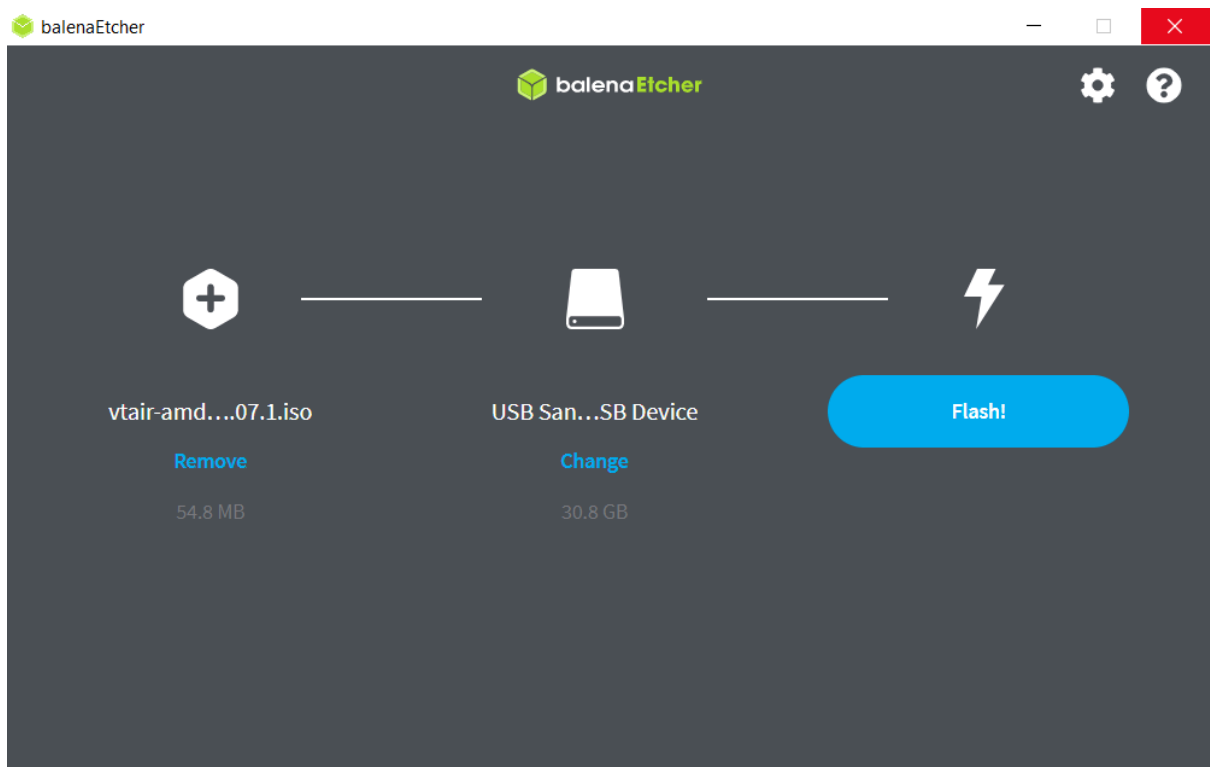 balenaEtcher
balenaEtcher
vtair-amd….07.1.iso
USB San…SB Device
Flash!
Remove
Change
54.8 MB
30.8 GB